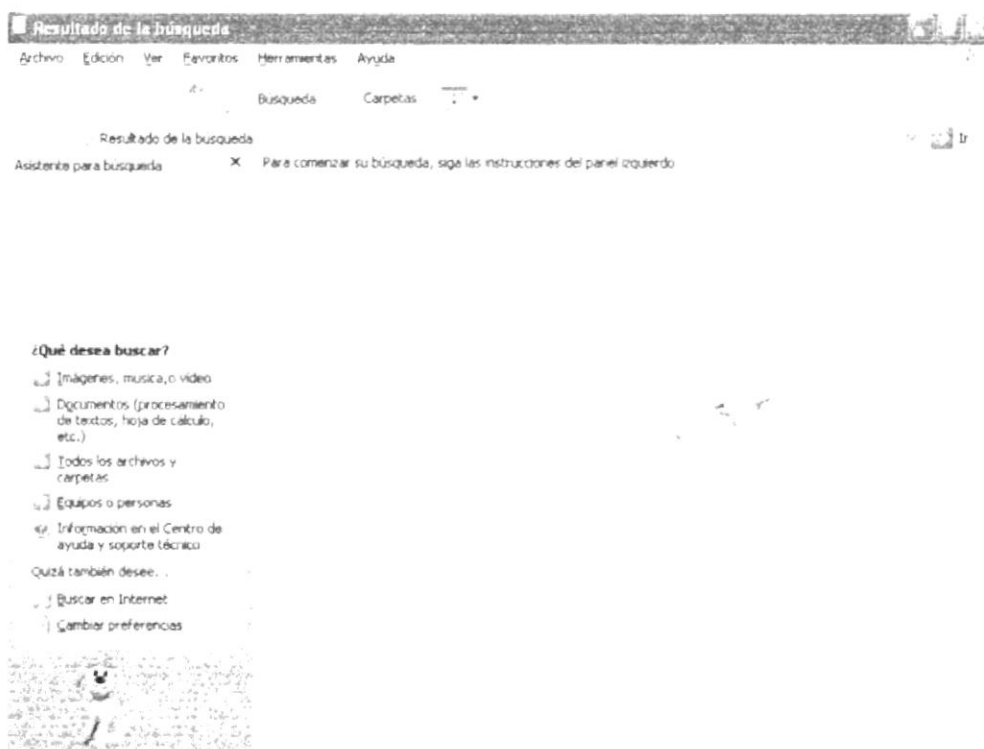 Resultado de la búsqueda
Archivo Edición Ver Favoritos Herramientas Ayuda
Búsqueda Carpetas
Resultado de la busqueda Ir
Asistente para búsqueda × Para comenzar su búsqueda, siga las instrucciones del panel izquierdo
¿Qué desea buscar?
Imágenes, musica,o video
Documentos (procesamiento
de textos, hoja de calculo,
etc.)
Todos los archivos y
carpetas
Equipos o personas
Información en el Centro de
ayuda y soporte técnico
Quizá también desee...
Buscar en Internet
Cambiar preferencias